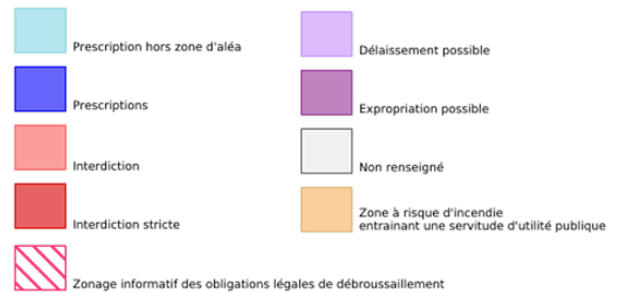 Prescription hors zone d'aléa
Prescriptions
Interdiction
Interdiction stricte
Zonage informatif des obligations légales de débroussaillement
Délaissement possible
Expropriation possible
Non renseigné
Zone à risque d'incendie
entrainant une servitude d'utilité publique